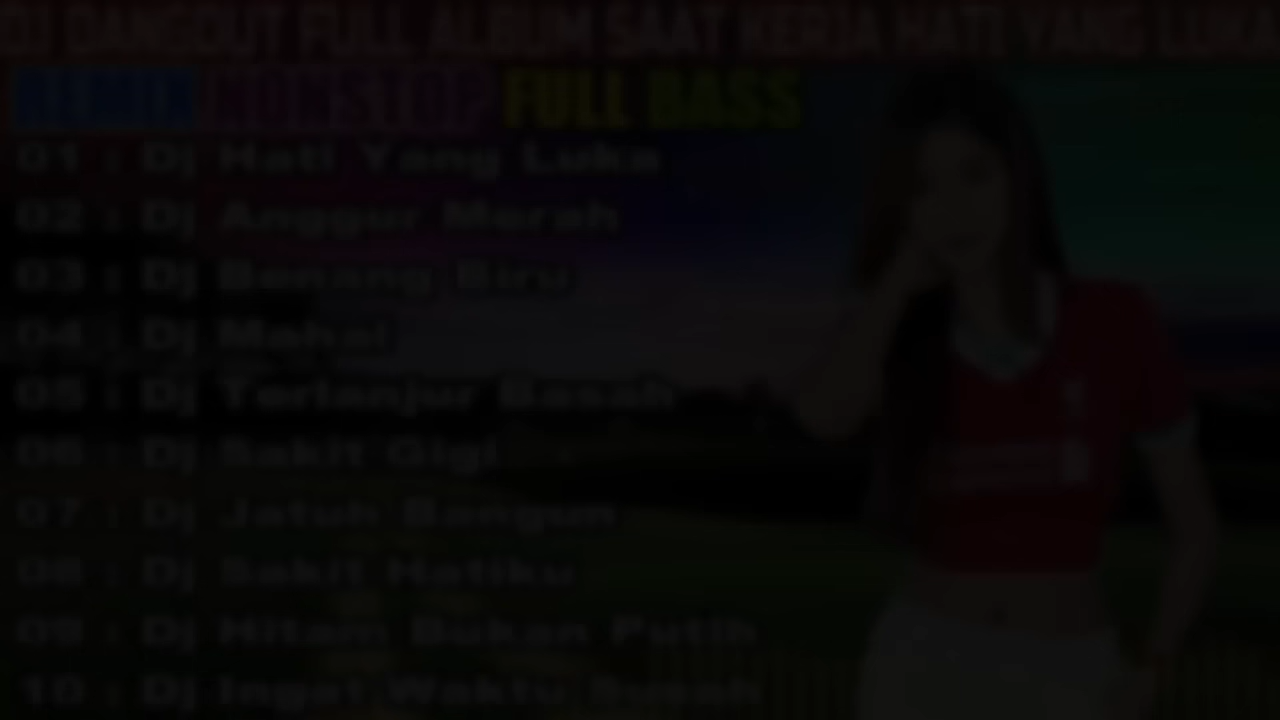 DJ DANGDUT FULL ALBUM SAAT KERJA HATI YANG LUKA
REMIX NONSTOP FULL BASS
01 : Dj Hati Yang Luka
02 : Dj Anggur Merah
03 : Dj Benang Biru
04 : Dj Mahal
05 : Dj Terlanjur Basah
06 : Dj Sakit Gigi
07 : Dj Jatuh Bangun
08 : Dj Sakit Hatiku
09 : Dj Hitam Bukan Putih
10 : Dj Ingat Waktu Susah